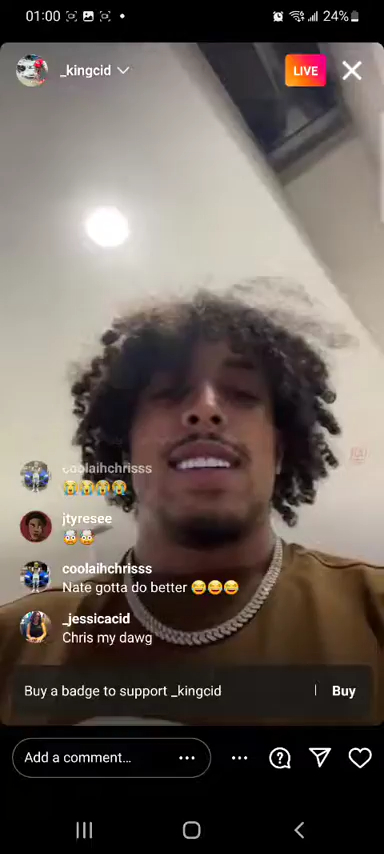 01:00
24%
_kingcid
LIVE
coolaihchrisss
😭😭😭😭
jtyresee
🤯🤯
coolaihchrisss
Nate gotta do better 😂😂😂
_jessicacid
Chris my dawg
Buy a badge to support _kingcid
Buy
Add a comment...